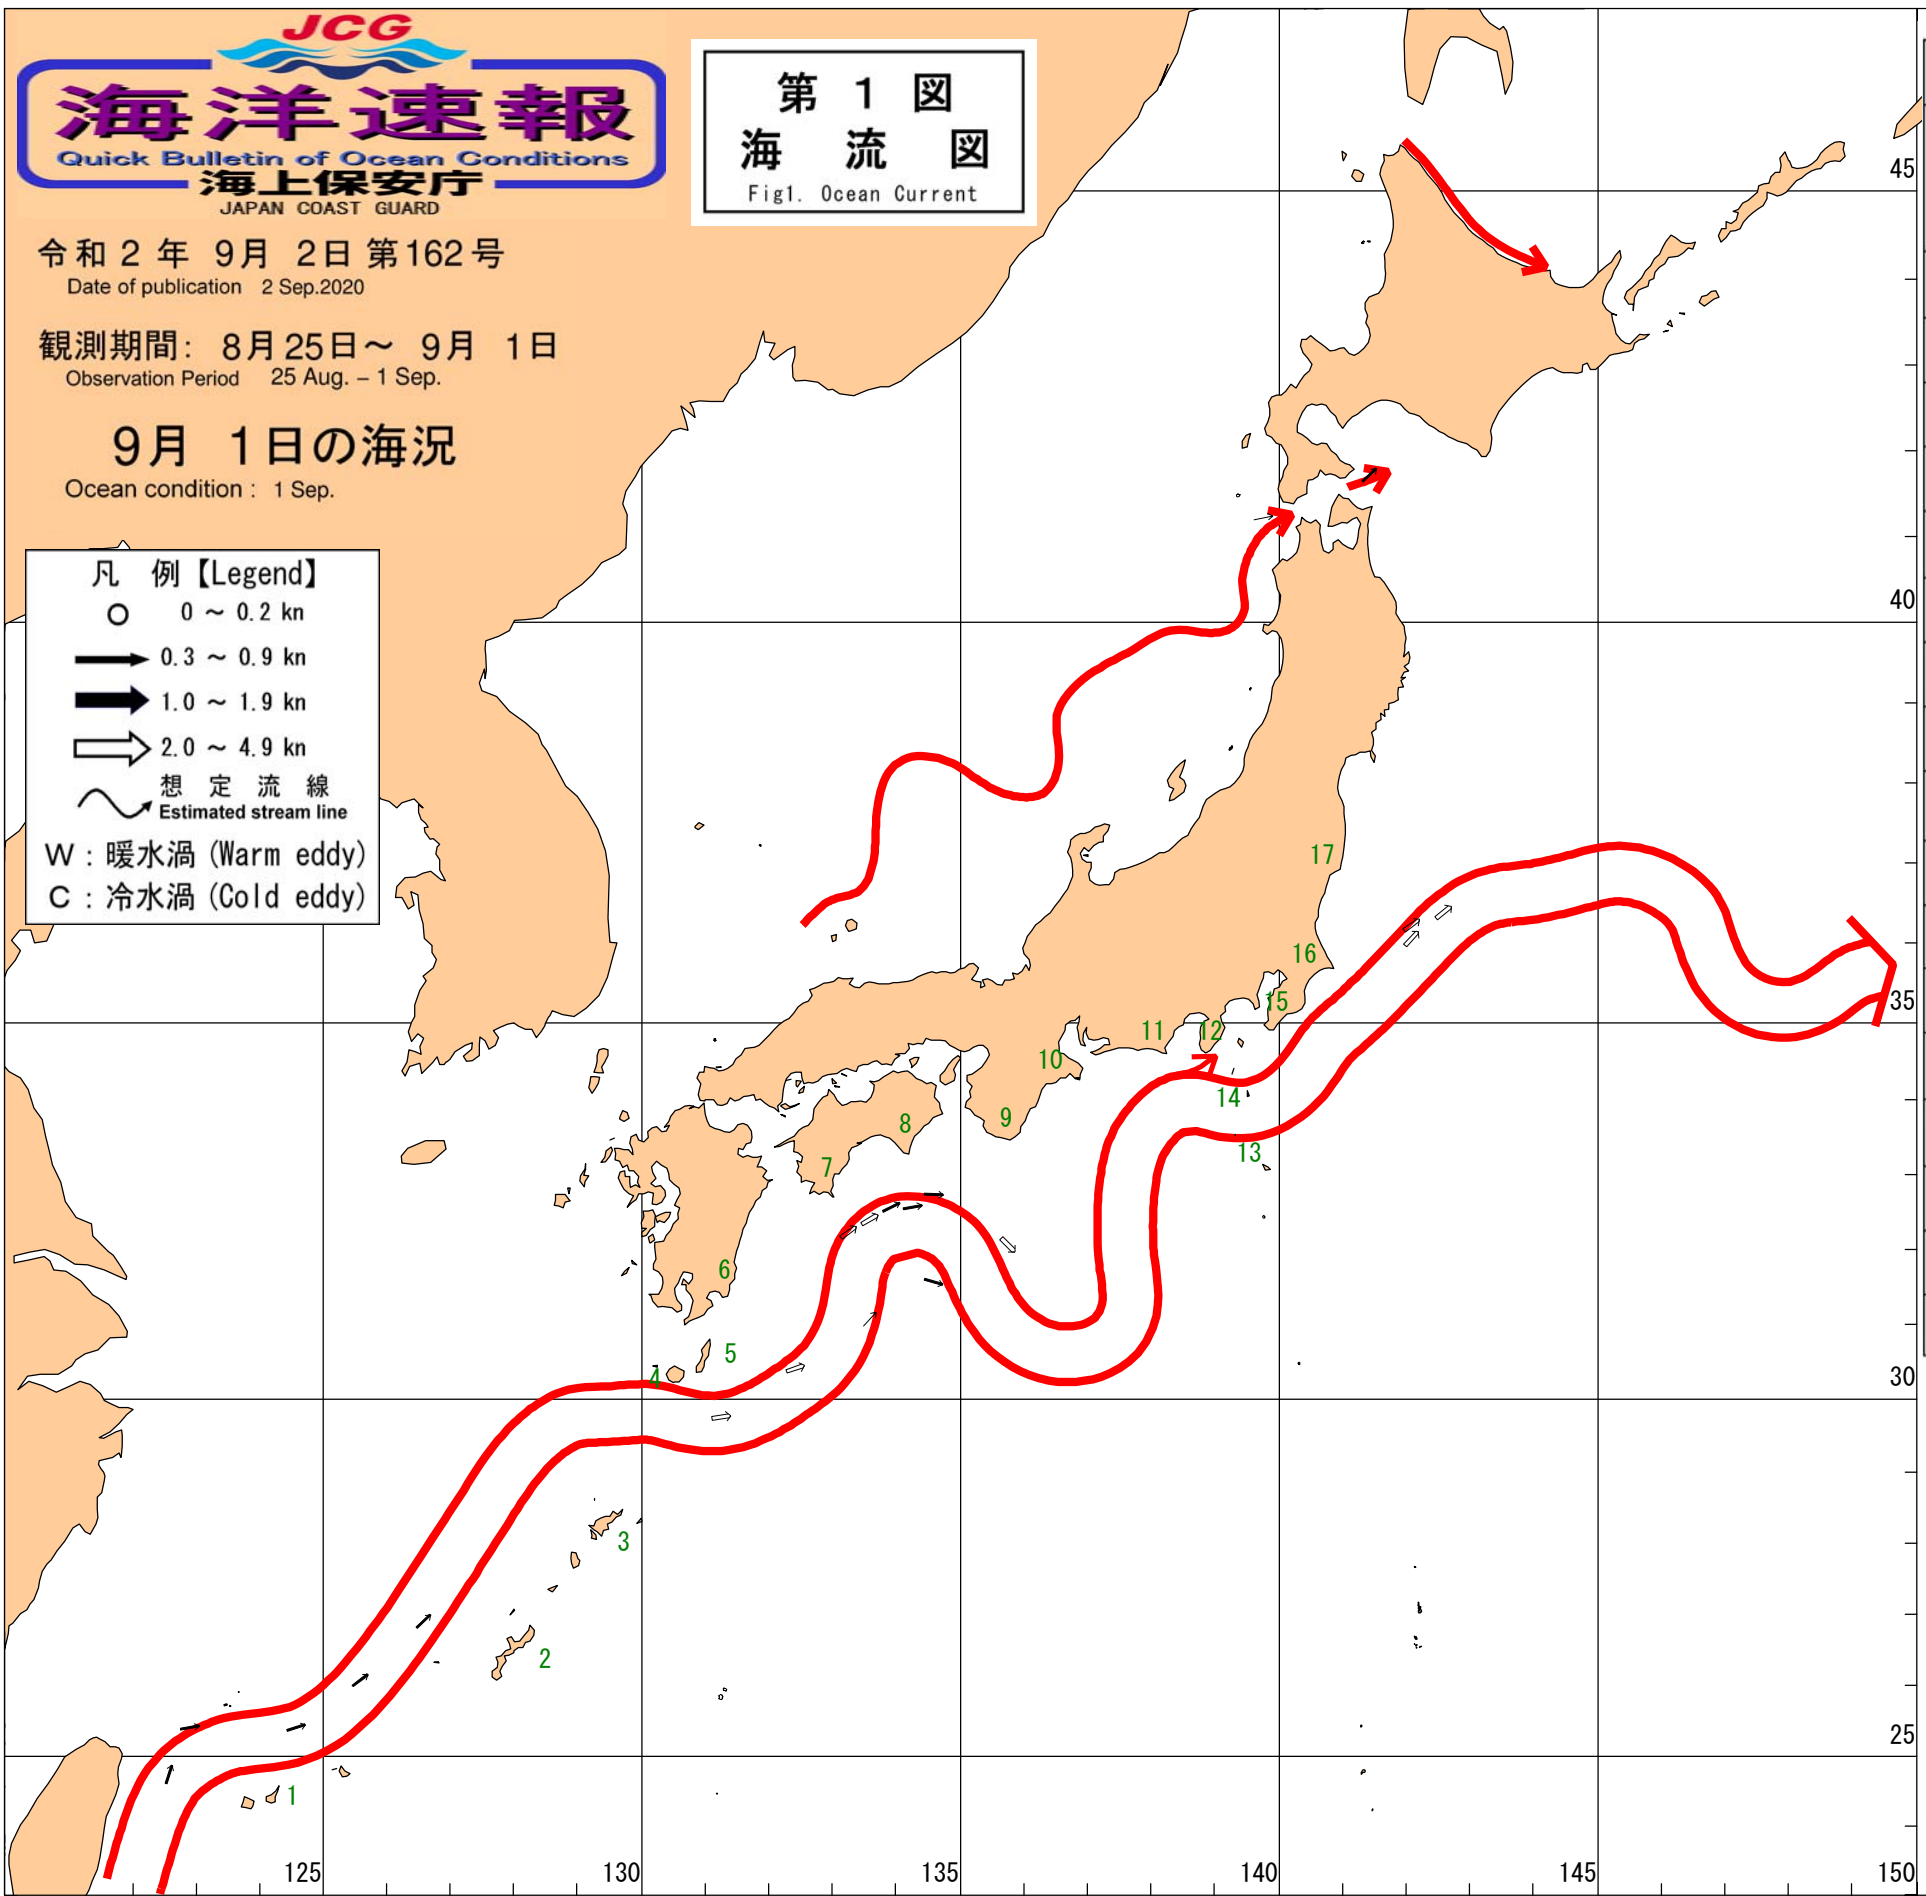 JCG
海洋速報
Quick Bulletin of Ocean Conditions
海上保安庁
JAPAN COAST GUARD
第 1 図
海 流 図
Fig1. Ocean Current
令和 2 年 9月 2日 第162号
Date of publication 2 Sep.2020
観測期間： 8月25日～ 9月 1日
Observation Period 25 Aug. – 1 Sep.
9月 1日の海況
Ocean condition : 1 Sep.
凡 例【Legend】
0 ～ 0.2 kn
0.3 ～ 0.9 kn
1.0 ～ 1.9 kn
2.0 ～ 4.9 kn
想 定 流 線
Estimated stream line
W : 暖水渦 (Warm eddy)
C : 冷水渦 (Cold eddy)
45
40
35
30
25
17
16
15
12
11
10
14
13
9
8
7
6
5
4
3
2
1
125
130
135
140
145
150